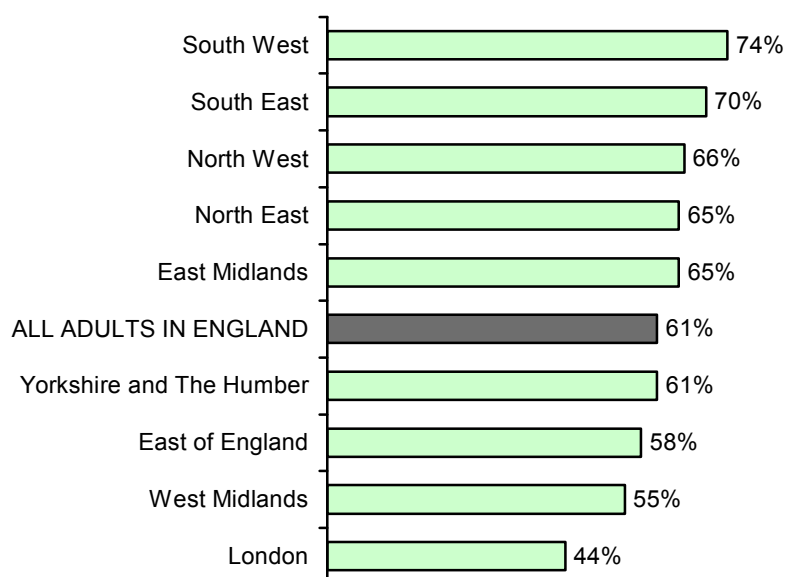 South West 74%
South East 70%
North West 66%
North East 65%
East Midlands 65%
ALL ADULTS IN ENGLAND 61%
Yorkshire and The Humber 61%
East of England 58%
West Midlands 55%
London 44%